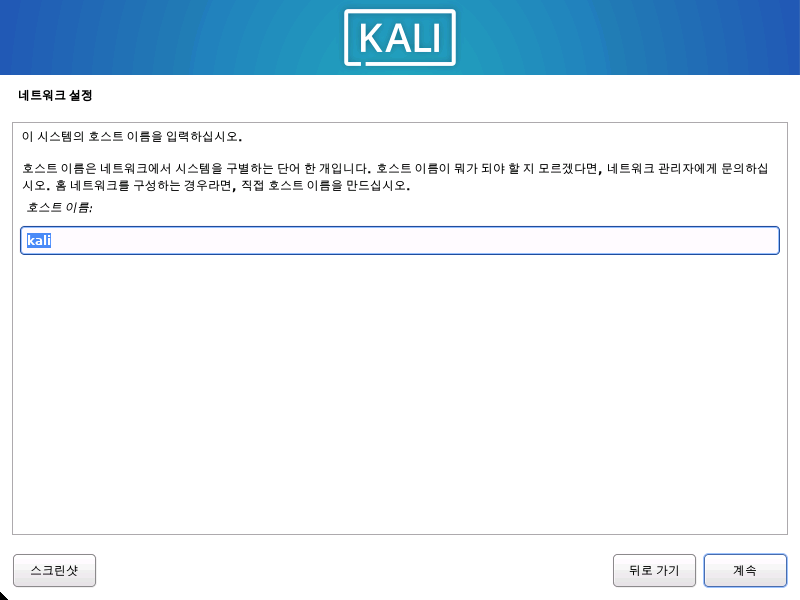 KALI
네트워크 설정
이 시스템의 호스트 이름을 입력하십시오.
호스트 이름은 네트워크에서 시스템을 구별하는 단어 한 개입니다. 호스트 이름이 뭐가 되야 할 지 모르겠다면, 네트워크 관리자에게 문의하십
시오. 홈 네트워크를 구성하는 경우라면, 직접 호스트 이름을 만드십시오.
호스트 이름:
kali
스크린샷
뒤로 가기
계속